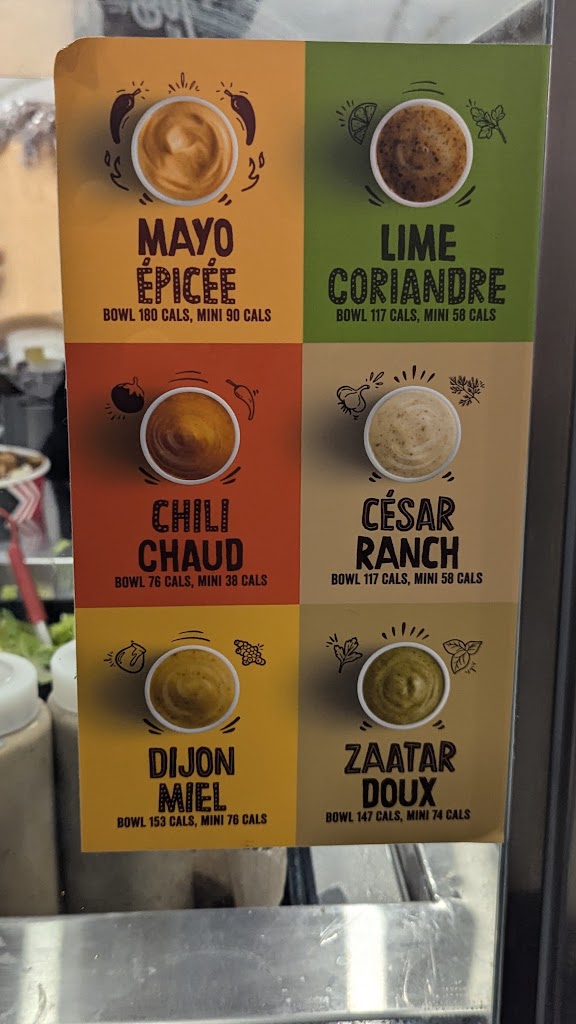 MAYO
ÉPICÉE
BOWL 180 CALS, MINI 90 CALS
LIME
CORIANDRE
BOWL 117 CALS, MINI 58 CALS
CHILI
CHAUD
BOWL 76 CALS, MINI 38 CALS
CÉSAR
RANCH
BOWL 117 CALS, MINI 58 CALS
DIJON
MIEL
BOWL 153 CALS, MINI 76 CALS
ZAATAR
DOUX
BOWL 147 CALS, MINI 74 CALS